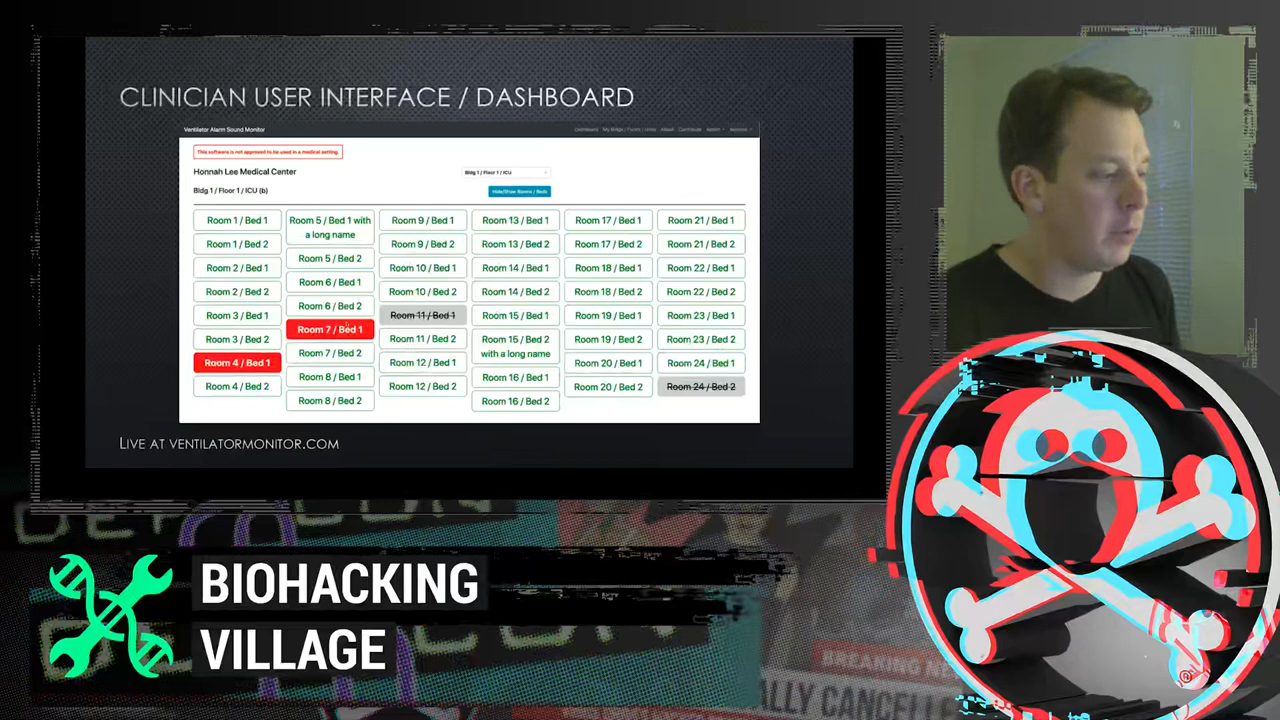 CLINICIAN USER INTERFACE / DASHBOARD
Ventilator Alarm Sound Monitor
Dashboard My Bldgs / Floors / Units About Contribute Admin Account
This software is not approved to be used in a medical setting.
Honnah Lee Medical Center
Bldg 1 / Floor 1 / ICU
Bldg 1 / Floor 1 / ICU (b)
Hide/Show Rooms / Beds
Room 1 / Bed 1
Room 1 / Bed 2
Room 2 / Bed 1
Room 2 / Bed 2
Room 3 / Bed 1
Room 3 / Bed 2
Room 4 / Bed 1
Room 4 / Bed 2
Room 5 / Bed 1 with
a long name
Room 5 / Bed 2
Room 6 / Bed 1
Room 6 / Bed 2
Room 7 / Bed 1
Room 7 / Bed 2
Room 8 / Bed 1
Room 8 / Bed 2
Room 9 / Bed 1
Room 9 / Bed 2
Room 10 / Bed 1
Room 10 / Bed 2
Room 11 / Bed 1
Room 11 / Bed 2
Room 12 / Bed 1
Room 12 / Bed 2
Room 13 / Bed 1
Room 13 / Bed 2
Room 14 / Bed 1
Room 14 / Bed 2
Room 15 / Bed 1
Room 15 / Bed 2
with a long name
Room 16 / Bed 1
Room 16 / Bed 2
Room 17 / Bed 1
Room 17 / Bed 2
Room 18 / Bed 1
Room 18 / Bed 2
Room 19 / Bed 1
Room 19 / Bed 2
Room 20 / Bed 1
Room 20 / Bed 2
Room 21 / Bed 1
Room 21 / Bed 2
Room 22 / Bed 1
Room 22 / Bed 2
Room 23 / Bed 1
Room 23 / Bed 2
Room 24 / Bed 1
Room 24 / Bed 2
LIVE AT VENTILATORMONITOR.COM
BIOHACKING
VILLAGE
BREAKING NE
ALLY CANCELLE
®